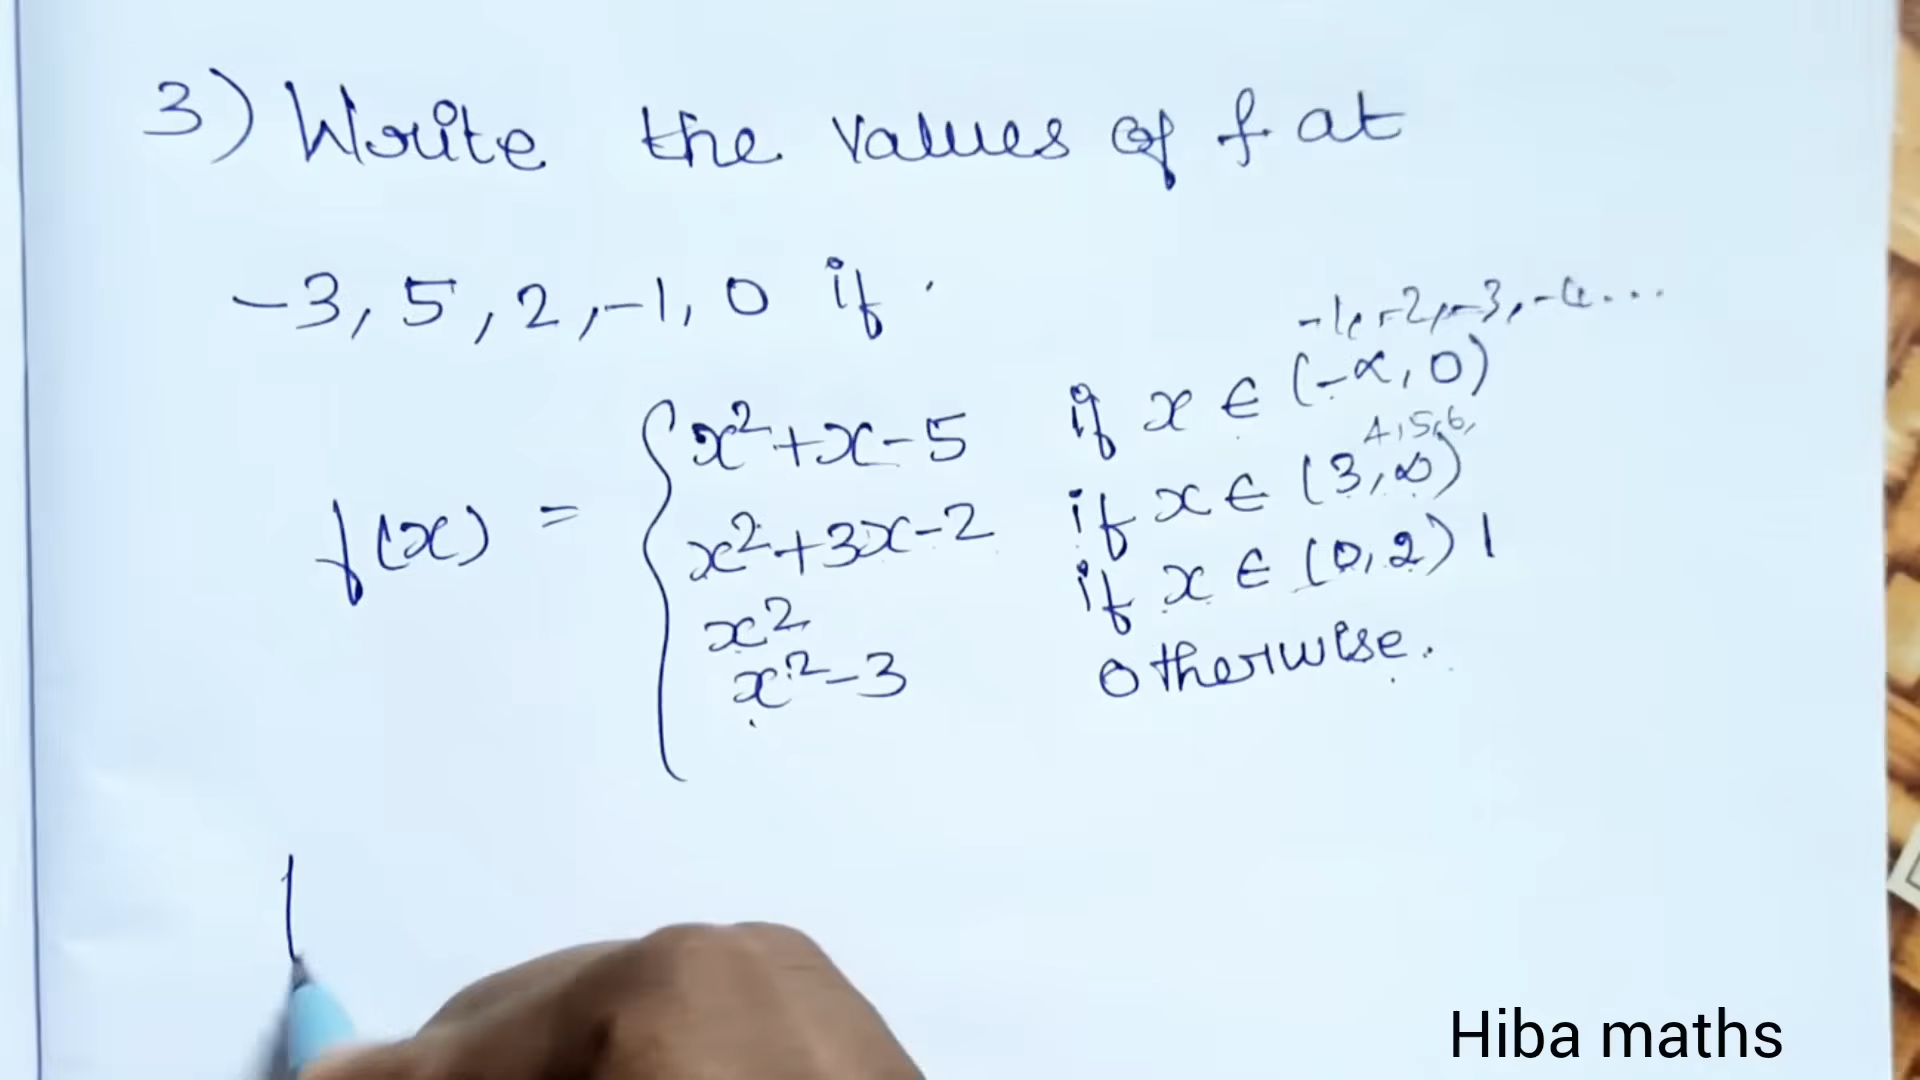 3) Write the values of f at
-3, 5, 2, -1, 0 if
-1, -2, -3, -4...
f(x) = { x²+x-5 if x ∈ (-∝, 0)
4, 5, 6,
x²+3x-2 if x ∈ (3, ∞)
x² if x ∈ (0, 2) 1
x²-3 otherwise.
Hiba maths